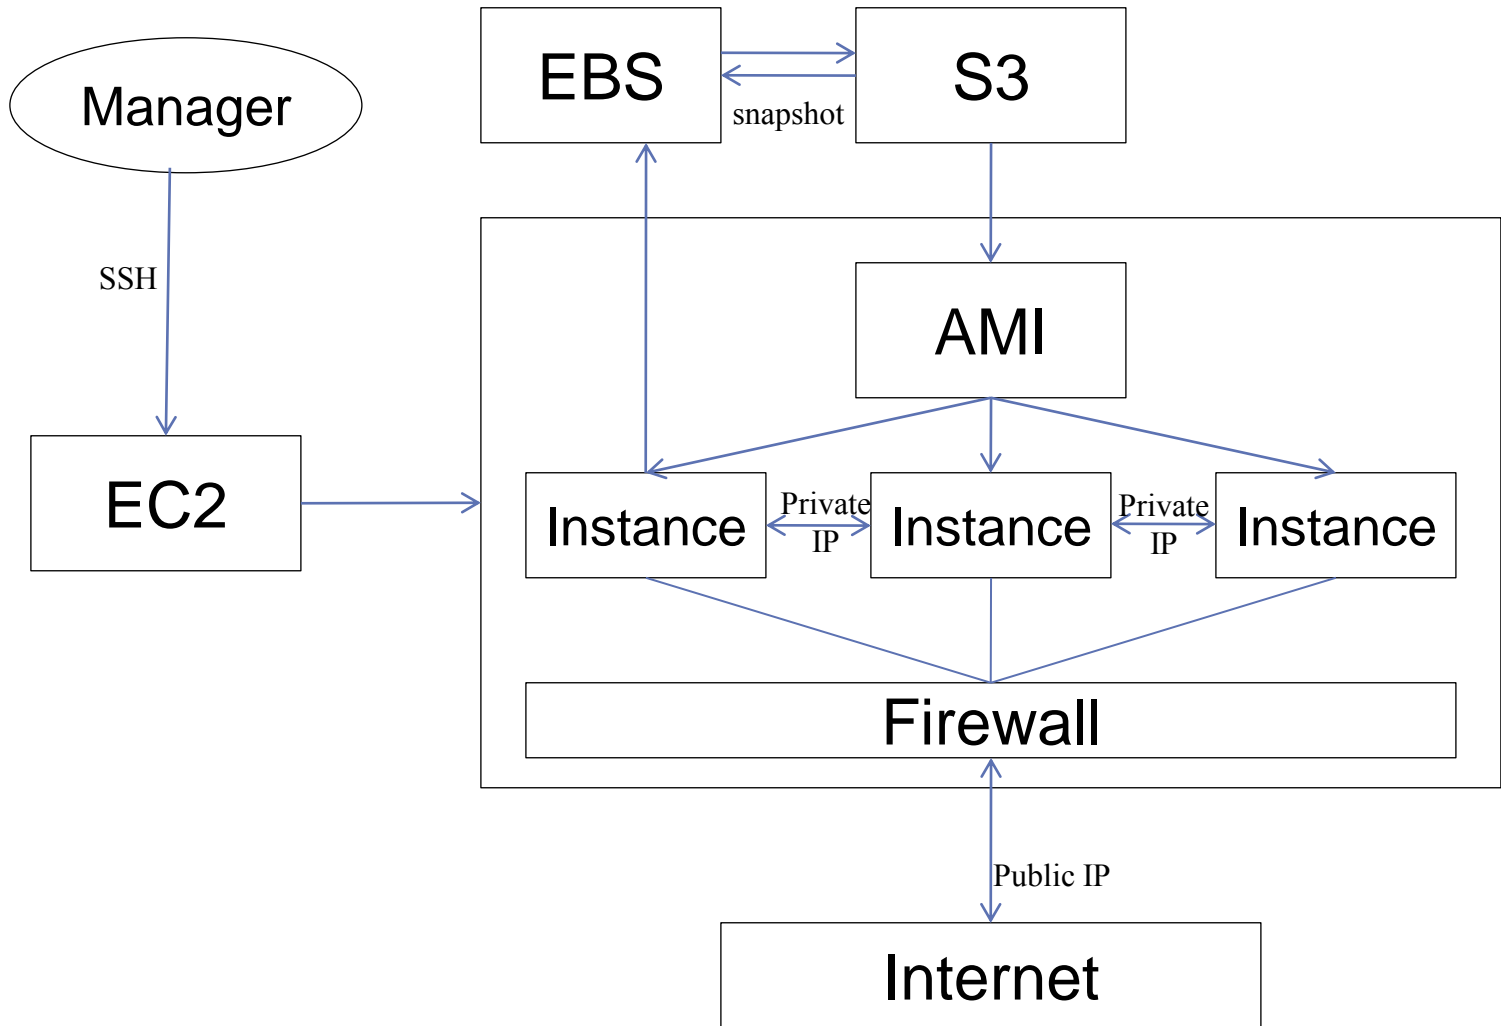 EBS
S3
Manager
snapshot
SSH
AMI
EC2
Instance
Private
IP
Instance
Private
IP
Instance
Firewall
Public IP
Internet